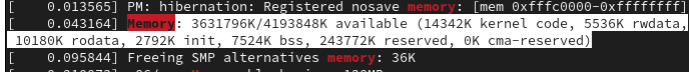 [    0.013565] PM: hibernation: Registered nosave memory: [mem 0xfffc0000-0xffffffff]
[    0.043164] Memory: 3631796K/4193848K available (14342K kernel code, 5536K rwdata,
10180K rodata, 2792K init, 7524K bss, 243772K reserved, 0K cma-reserved)
[    0.095844] Freeing SMP alternatives memory: 36K